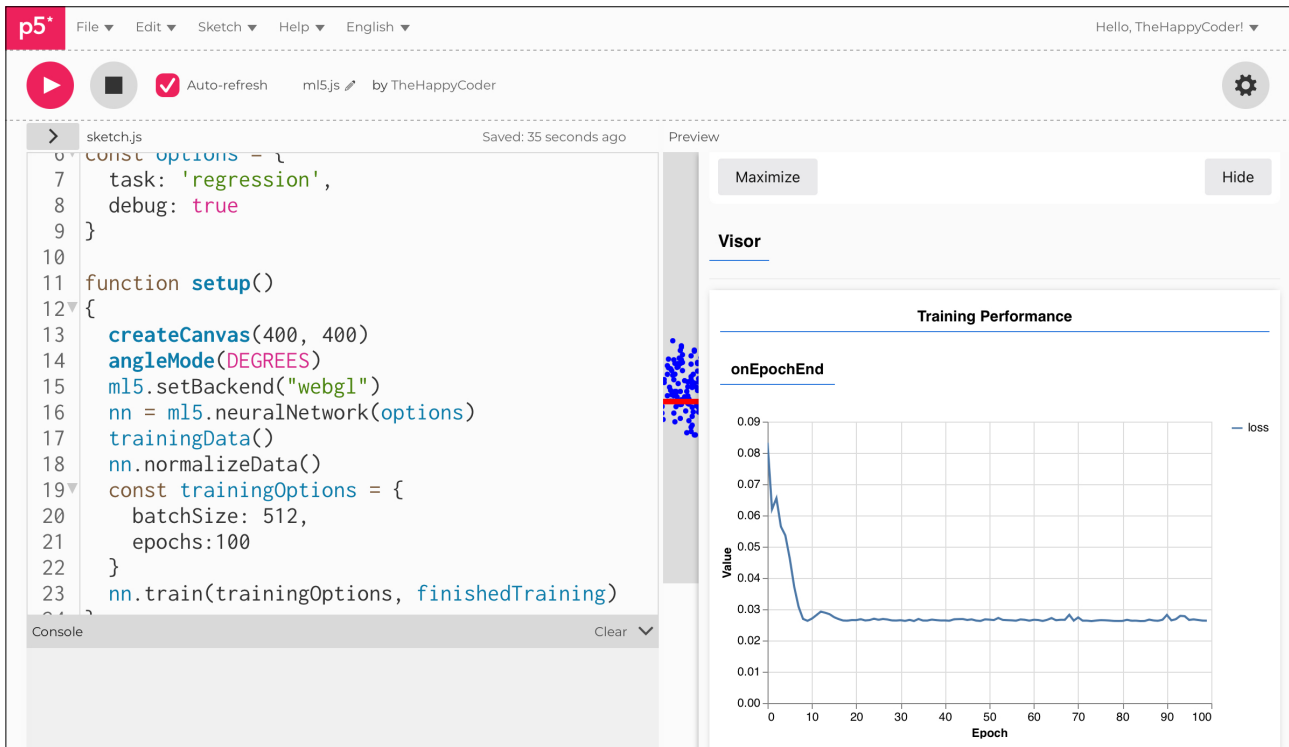 p5* File Edit Sketch Help English Hello, TheHappyCoder!
Auto-refresh ml5.js by TheHappyCoder
sketch.js Saved: 35 seconds ago Preview
6 const options = {
7 task: 'regression',
8 debug: true
9 }
10
11 function setup()
12 {
13 createCanvas(400, 400)
14 angleMode(DEGREES)
15 ml5.setBackend("webgl")
16 nn = ml5.neuralNetwork(options)
17 trainingData()
18 nn.normalizeData()
19 const trainingOptions = {
20 batchSize: 512,
21 epochs:100
22 }
23 nn.train(trainingOptions, finishedTraining)
24 }
Console Clear
Maximize Hide
Visor
Training Performance
onEpochEnd
loss
Value
0.09
0.08
0.07
0.06
0.05
0.04
0.03
0.02
0.01
0.00
0 10 20 30 40 50 60 70 80 90 100
Epoch